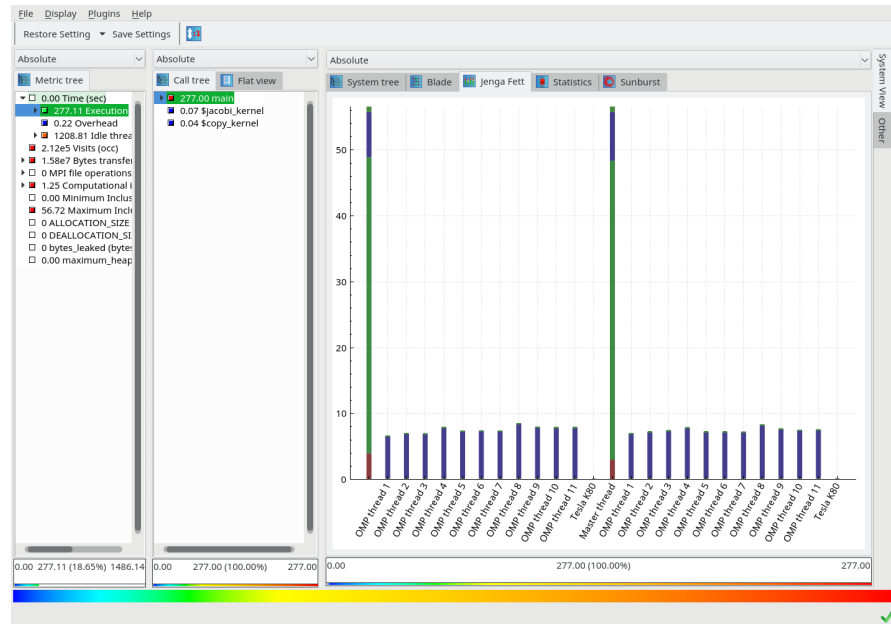 File Display Plugins Help
Restore Setting Save Settings
Absolute
Absolute
Absolute
Metric tree
Call tree
Flat view
System tree
Blade
Jenga Fett
Statistics
Sunburst
System View
Other
0.00 Time (sec)
277.11 Execution
0.22 Overhead
1208.81 Idle threa
2.12e5 Visits (occ)
1.58e7 Bytes transfer
0 MPI file operations
1.25 Computational i
0.00 Minimum Inclus
56.72 Maximum Incl
0 ALLOCATION_SIZE
0 DEALLOCATION_SI
0 bytes_leaked (byte
0.00 maximum_heap
277.00 main
0.07 $jacobi_kernel
0.04 $copy_kernel
50
40
30
20
10
0
OMP thread 1
OMP thread 2
OMP thread 3
OMP thread 4
OMP thread 5
OMP thread 6
OMP thread 7
OMP thread 8
OMP thread 9
OMP thread 10
OMP thread 11
Tesla K80
Master thread
OMP thread 1
OMP thread 2
OMP thread 3
OMP thread 4
OMP thread 5
OMP thread 6
OMP thread 7
OMP thread 8
OMP thread 9
OMP thread 10
OMP thread 11
Tesla K80
0.00 277.11 (18.65%) 1486.14
0.00 277.00 (100.00%) 277.00
0.00 277.00 (100.00%) 277.00